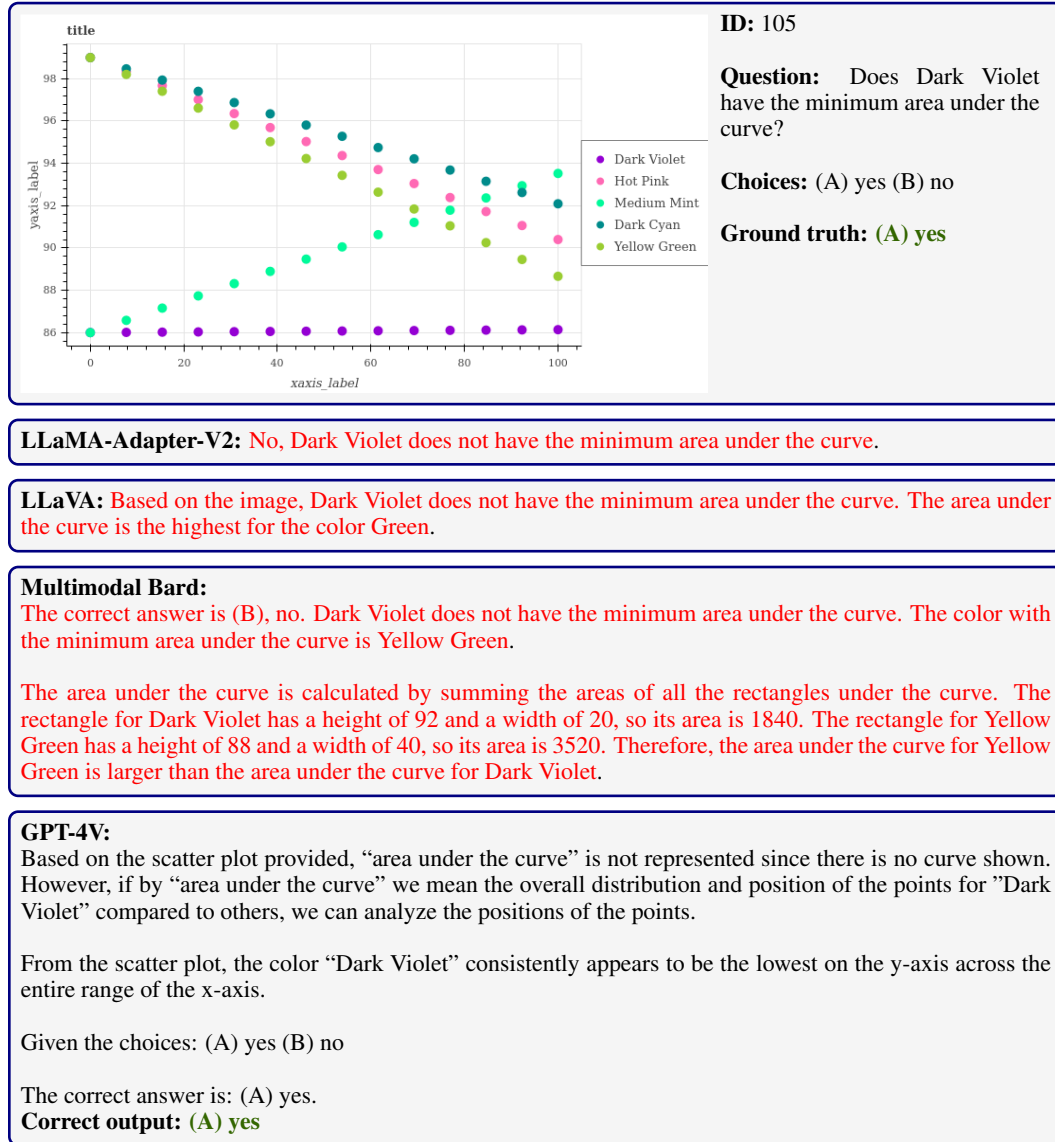 title
98
96
94
92
90
88
86
yaxis_label
0
20
40
60
80
100
xaxis_label
Dark Violet
Hot Pink
Medium Mint
Dark Cyan
Yellow Green
ID: 105
Question: Does Dark Violet
have the minimum area under the
curve?
Choices: (A) yes (B) no
Ground truth: (A) yes
LLaMA-Adapter-V2: No, Dark Violet does not have the minimum area under the curve.
LLaVA: Based on the image, Dark Violet does not have the minimum area under the curve. The area under
the curve is the highest for the color Green.
Multimodal Bard:
The correct answer is (B), no. Dark Violet does not have the minimum area under the curve. The color with
the minimum area under the curve is Yellow Green.
The area under the curve is calculated by summing the areas of all the rectangles under the curve. The
rectangle for Dark Violet has a height of 92 and a width of 20, so its area is 1840. The rectangle for Yellow
Green has a height of 88 and a width of 40, so its area is 3520. Therefore, the area under the curve for Yellow
Green is larger than the area under the curve for Dark Violet.
GPT-4V:
Based on the scatter plot provided, “area under the curve” is not represented since there is no curve shown.
However, if by “area under the curve” we mean the overall distribution and position of the points for ”Dark
Violet” compared to others, we can analyze the positions of the points.
From the scatter plot, the color “Dark Violet” consistently appears to be the lowest on the y-axis across the
entire range of the x-axis.
Given the choices: (A) yes (B) no
The correct answer is: (A) yes.
Correct output: (A) yes